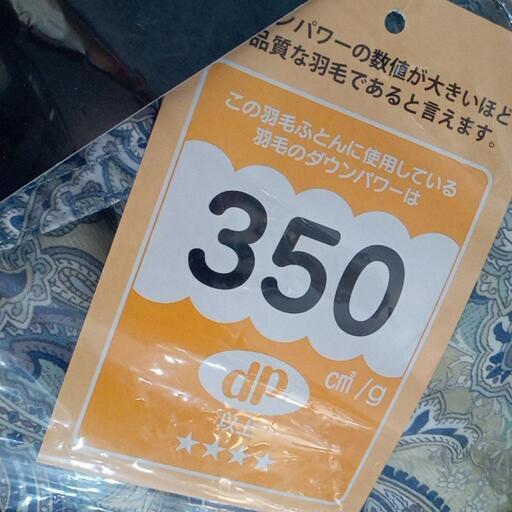 ンパワーの数値が大きいほど
品質な羽毛であると言えます。
この羽毛ふとんに使用している
羽毛のダウンパワーは
350
c㎥/g
dp
以上
★★★★